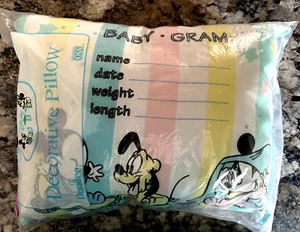 BABY · GRAM
name
date
weight
length
Decorative Pillow